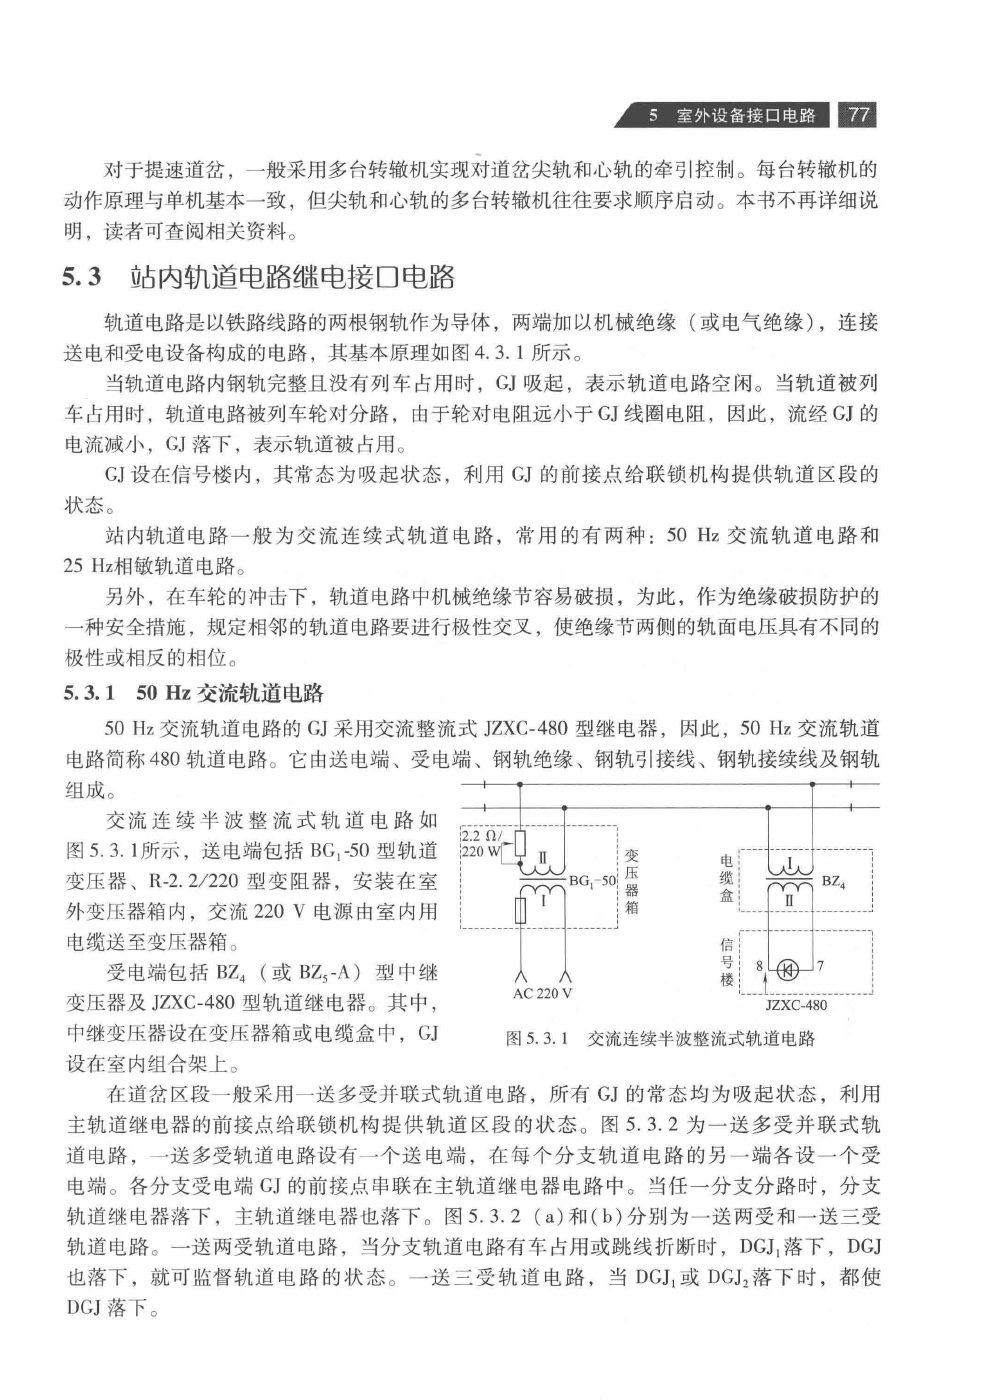 5 室外设备接口电路 77
对于提速道岔，一般采用多台转辙机实现对道岔尖轨和心轨的牵引控制。每台转辙机的
动作原理与单机基本一致，但尖轨和心轨的多台转辙机往往要求顺序启动。本书不再详细说
明，读者可查阅相关资料。
5.3 站内轨道电路继电接口电路
轨道电路是以铁路线路的两根钢轨作为导体，两端加以机械绝缘（或电气绝缘），连接
送电和受电设备构成的电路，其基本原理如图4.3.1所示。
当轨道电路内钢轨完整且没有列车占用时，GJ吸起，表示轨道电路空闲。当轨道被列
车占用时，轨道电路被列车轮对分路，由于轮对电阻远小于GJ线圈电阻，因此，流经GJ的
电流减小，GJ落下，表示轨道被占用。
GJ设在信号楼内，其常态为吸起状态，利用GJ的前接点给联锁机构提供轨道区段的
状态。
站内轨道电路一般为交流连续式轨道电路，常用的有两种：50 Hz交流轨道电路和
25 Hz相敏轨道电路。
另外，在车轮的冲击下，轨道电路中机械绝缘节容易破损，为此，作为绝缘破损防护的
一种安全措施，规定相邻的轨道电路要进行极性交叉，使绝缘节两侧的轨面电压具有不同的
极性或相反的相位。
5.3.1 50 Hz交流轨道电路
50 Hz交流轨道电路的GJ采用交流整流式JZXC-480型继电器，因此，50 Hz交流轨道
电路简称480轨道电路。它由送电端、受电端、钢轨绝缘、钢轨引接线、钢轨接续线及钢轨
组成。
交流连续半波整流式轨道电路如
图5.3.1所示，送电端包括BG₁-50型轨道
变压器、R-2.2/220型变阻器，安装在室
外变压器箱内，交流220 V电源由室内用
电缆送至变压器箱。
受电端包括BZ₄（或BZ₅-A）型中继
变压器及JZXC-480型轨道继电器。其中，
中继变压器设在变压器箱或电缆盒中，GJ
设在室内组合架上。
2.2 Ω/
220 W
Ⅱ
BG₁-50
Ⅰ
变压器箱
AC 220 V
电缆盒
Ⅰ
BZ₄
Ⅱ
信号楼
8
7
JZXC-480
图5.3.1 交流连续半波整流式轨道电路
在道岔区段一般采用一送多受并联式轨道电路，所有GJ的常态均为吸起状态，利用
主轨道继电器的前接点给联锁机构提供轨道区段的状态。图5.3.2为一送多受并联式轨
道电路，一送多受轨道电路设有一个送电端，在每个分支轨道电路的另一端各设一个受
电端。各分支受电端GJ的前接点串联在主轨道继电器电路中。当任一分支分路时，分支
轨道继电器落下，主轨道继电器也落下。图5.3.2（a)和(b)分别为一送两受和一送三受
轨道电路。一送两受轨道电路，当分支轨道电路有车占用或跳线折断时，DGJ₁落下，DGJ
也落下，就可监督轨道电路的状态。一送三受轨道电路，当DGJ₁或DGJ₂落下时，都使
DGJ落下。